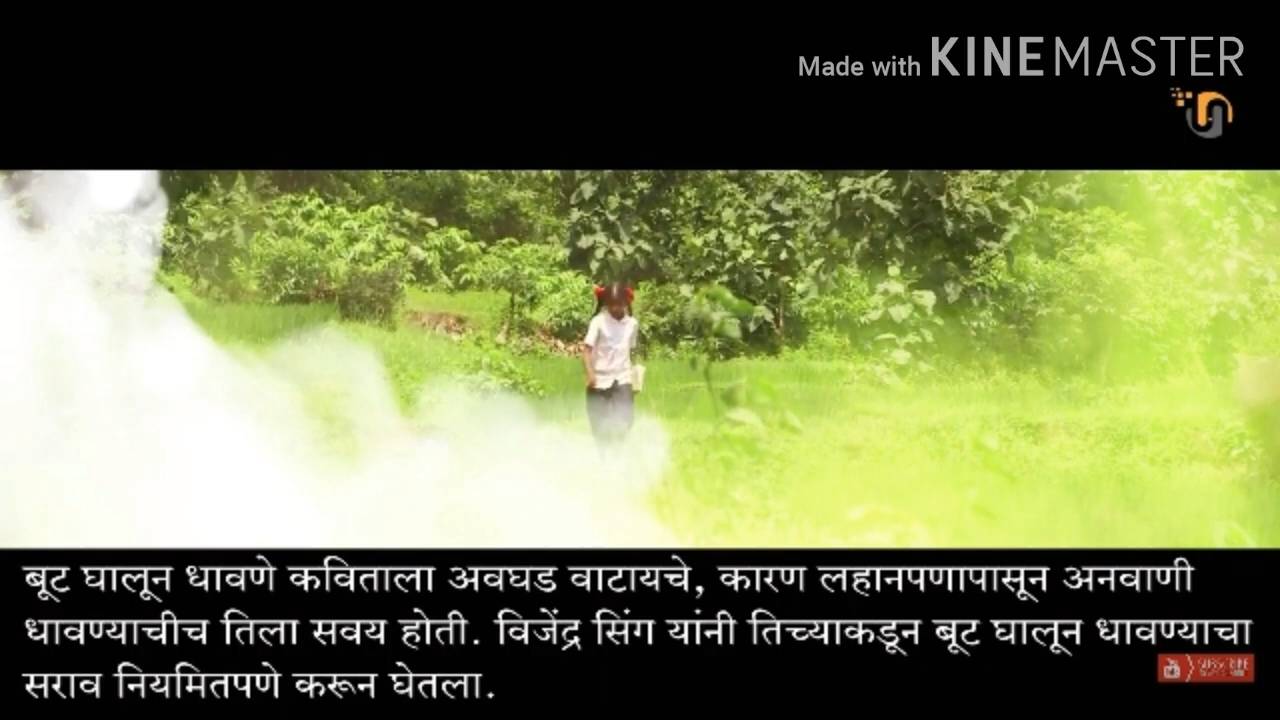 Made with KINEMASTER
बूट घालून धावणे कविताला अवघड वाटायचे, कारण लहानपणापासून अनवाणी
धावण्याचीच तिला सवय होती. विजेंद्र सिंग यांनी तिच्याकडून बूट घालून धावण्याचा
SUBSCRIBE
सराव नियमितपणे करून घेतला.